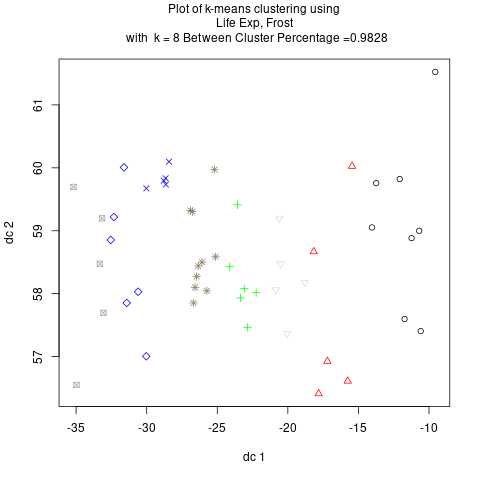 Plot of k-means clustering using
Life Exp, Frost
with  k = 8 Between Cluster Percentage =0.9828
61
60
59
58
57
dc 2
-35
-30
-25
-20
-15
-10
dc 1